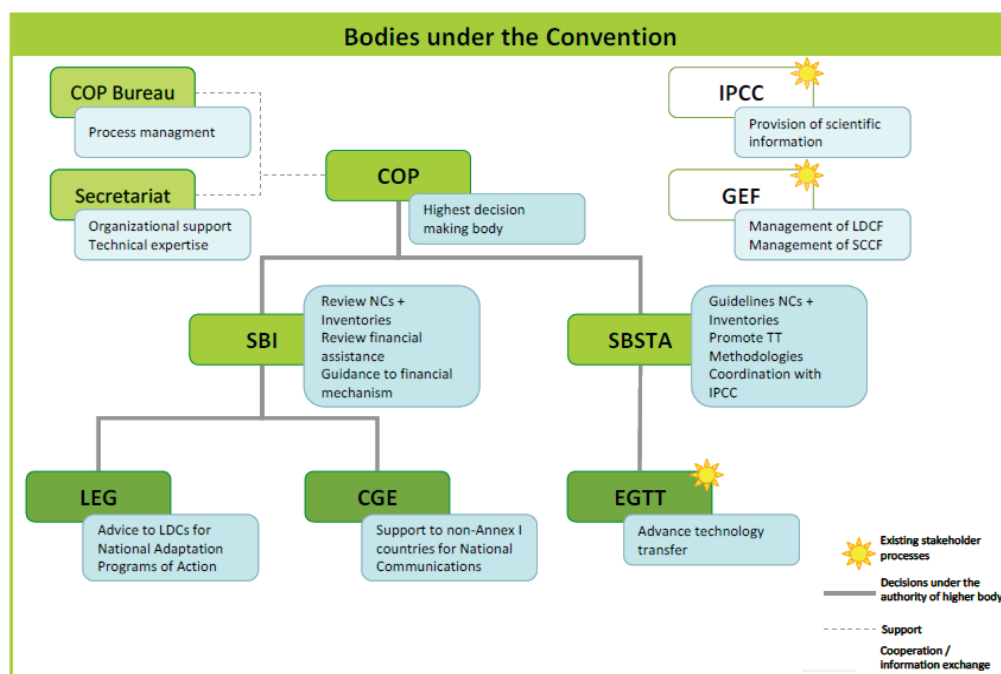 Bodies under the Convention
COP Bureau
Process managment
Secretariat
Organizational support
Technical expertise
COP
Highest decision
making body
IPCC
Provision of scientific
information
GEF
Management of LDCF
Management of SCCF
SBI
Review NCs +
Inventories
Review financial
assistance
Guidance to financial
mechanism
SBSTA
Guidelines NCs +
Inventories
Promote TT
Methodologies
Coordination with
IPCC
LEG
Advice to LDCs for
National Adaptation
Programs of Action
CGE
Support to non-Annex I
countries for National
Communications
EGTT
Advance technology
transfer
Existing stakeholder
processes
Decisions under the
authority of higher body
Support
Cooperation /
information exchange